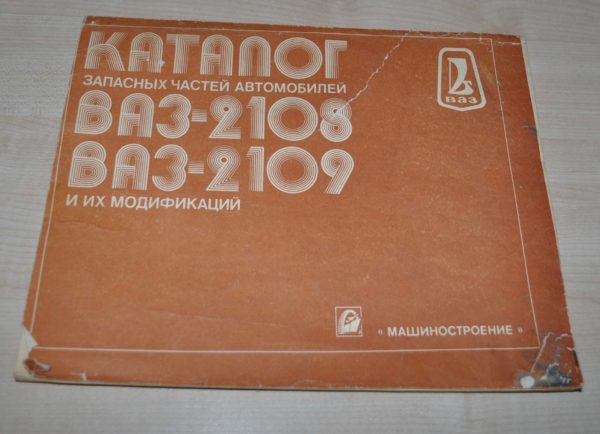 КАТАЛОГ
ЗАПАСНЫХ ЧАСТЕЙ АВТОМОБИЛЕЙ
ВАЗ-2108
ВАЗ-2109
И ИХ МОДИФИКАЦИЙ
ВАЗ
« МАШИНОСТРОЕНИЕ »